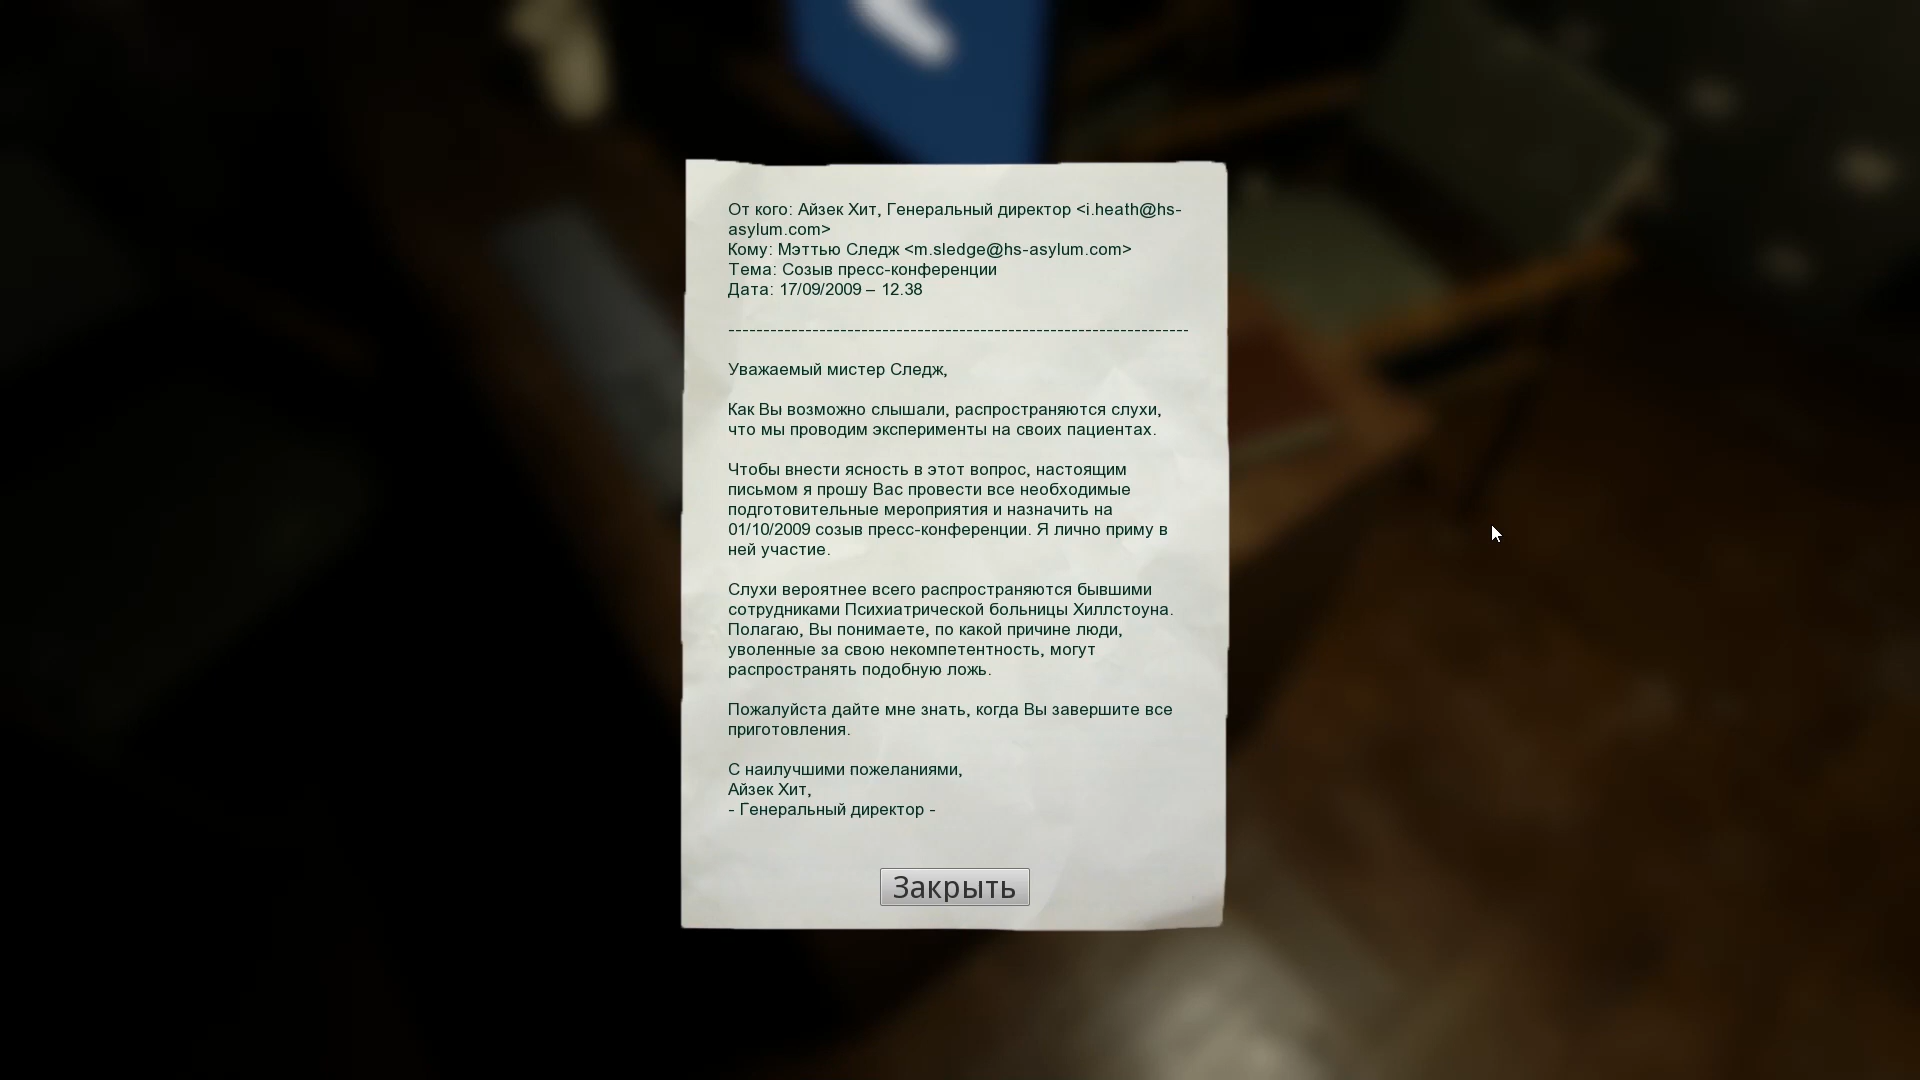 От кого: Айзек Хит, Генеральный директор <i.heath@hs-
asylum.com>
Кому: Мэттью Следж <m.sledge@hs-asylum.com>
Тема: Созыв пресс-конференции
Дата: 17/09/2009 – 12.38
------------------------------------------------------------------
Уважаемый мистер Следж,
Как Вы возможно слышали, распространяются слухи,
что мы проводим эксперименты на своих пациентах.
Чтобы внести ясность в этот вопрос, настоящим
письмом я прошу Вас провести все необходимые
подготовительные мероприятия и назначить на
01/10/2009 созыв пресс-конференции. Я лично приму в
ней участие.
Слухи вероятнее всего распространяются бывшими
сотрудниками Психиатрической больницы Хиллстоуна.
Полагаю, Вы понимаете, по какой причине люди,
уволенные за свою некомпетентность, могут
распространять подобную ложь.
Пожалуйста дайте мне знать, когда Вы завершите все
приготовления.
С наилучшими пожеланиями,
Айзек Хит,
- Генеральный директор -
Закрыть